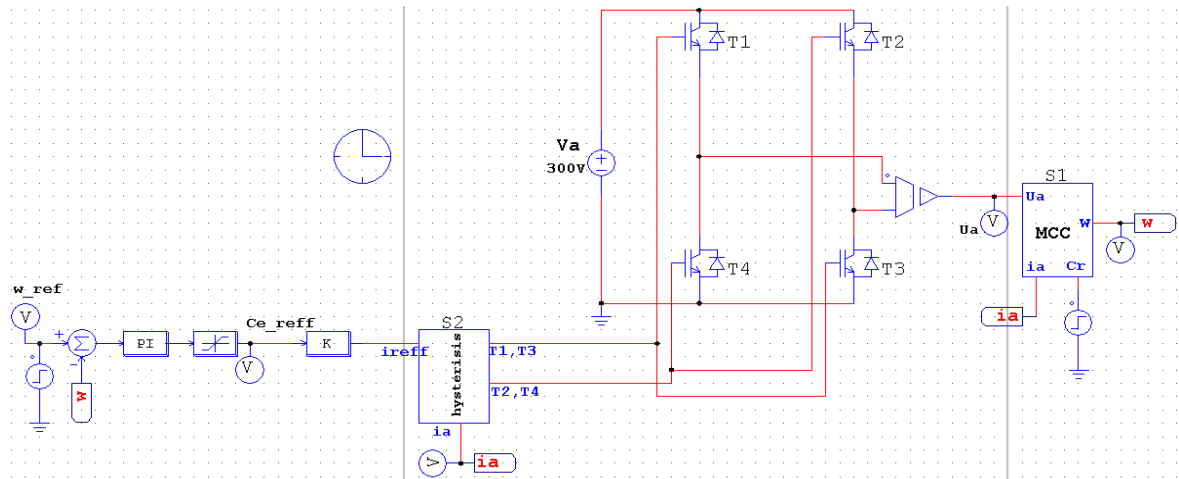 T1
T2
Va
300V
S1
Ua
V
Ua
MCC
W
w
V
ia
Cr
ia
T4
T3
w_ref
V
+
Σ
-
W
PI
Ce_reff
V
K
S2
ireff
hystérisis
T1,T3
T2,T4
ia
V
ia